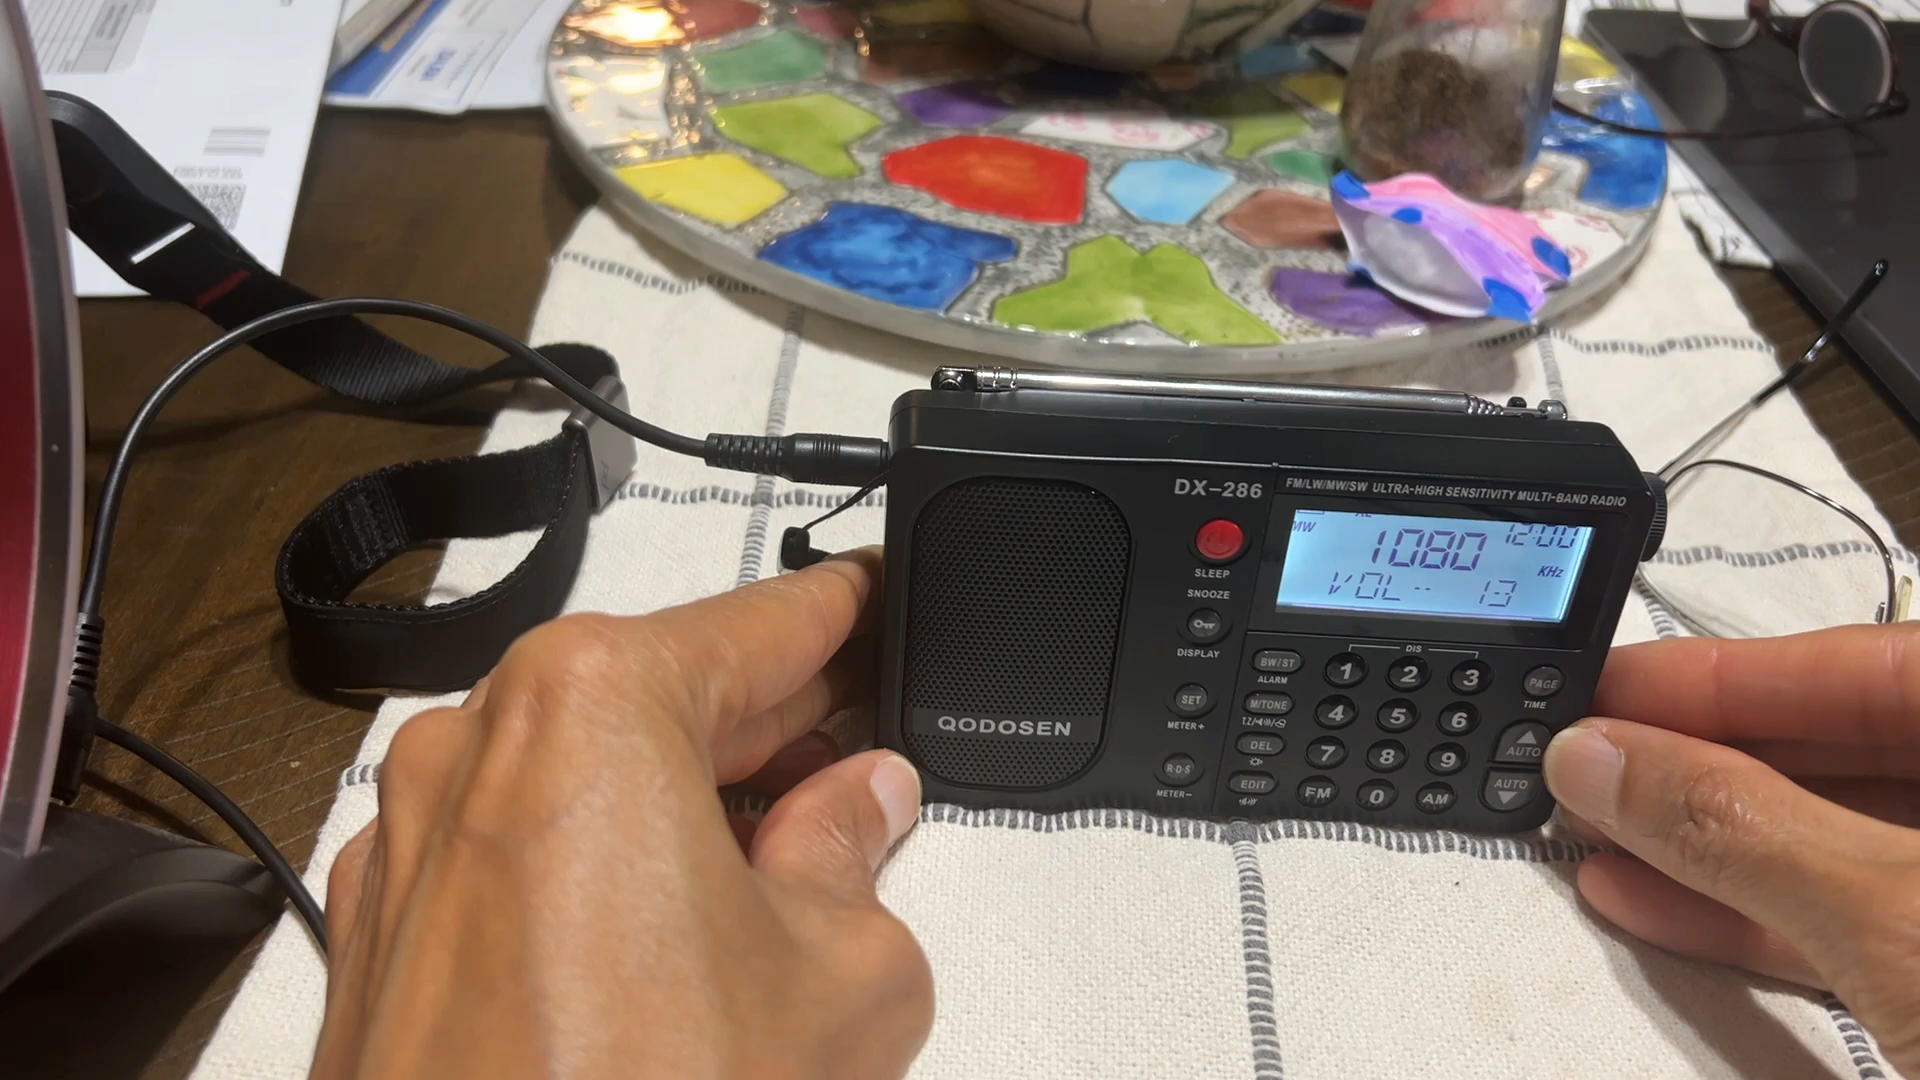 DX-286
FM/LW/MW/SW ULTRA-HIGH SENSITIVITY MULTI-BAND RADIO
MW
12:00
1080
KHz
VOL-- 13
SLEEP
SNOOZE
DISPLAY
SET
METER+
R·D·S
METER-
DIS
BW/ST
1
2
3
PAGE
ALARM
TIME
M/TONE
4
5
6
DEL
7
8
9
AUTO
AUTO
EDIT
FM
0
AM
QODOSEN